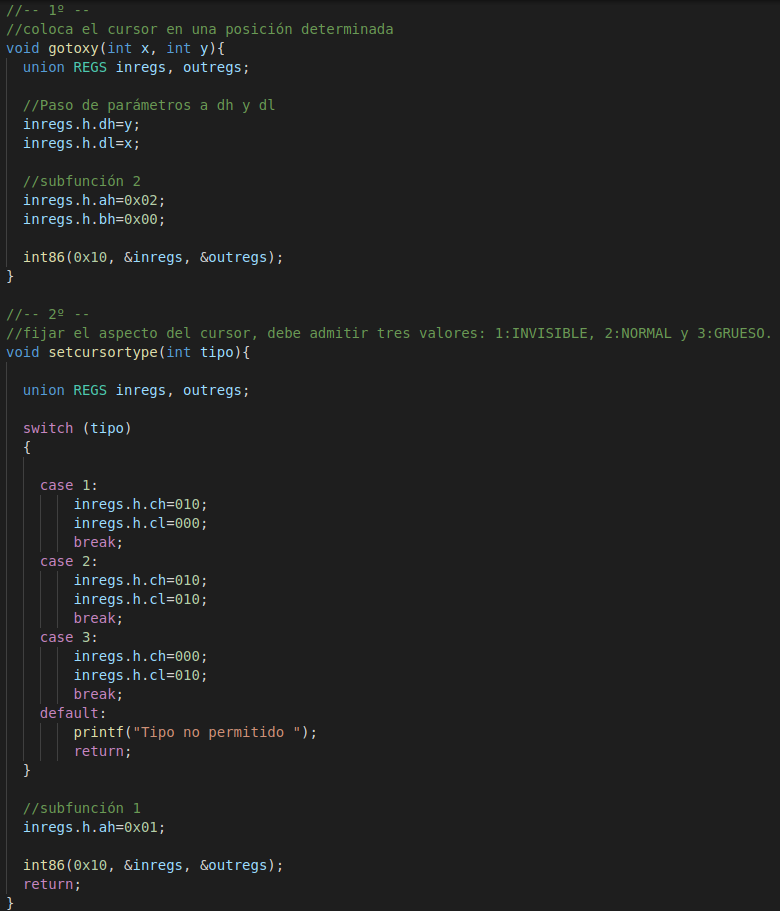 //-- 1º --
//coloca el cursor en una posición determinada
void gotoxy(int x, int y){
  union REGS inregs, outregs;

  //Paso de parámetros a dh y dl
  inregs.h.dh=y;
  inregs.h.dl=x;

  //subfunción 2
  inregs.h.ah=0x02;
  inregs.h.bh=0x00;

  int86(0x10, &inregs, &outregs);
}

//-- 2º --
//fijar el aspecto del cursor, debe admitir tres valores: 1:INVISIBLE, 2:NORMAL y 3:GRUESO.
void setcursortype(int tipo){

  union REGS inregs, outregs;

  switch (tipo)
  {

    case 1:
        inregs.h.ch=010;
        inregs.h.cl=000;
        break;
    case 2:
        inregs.h.ch=010;
        inregs.h.cl=010;
        break;
    case 3:
        inregs.h.ch=000;
        inregs.h.cl=010;
        break;
    default:
        printf("Tipo no permitido ");
        return;
  }

  //subfunción 1
  inregs.h.ah=0x01;

  int86(0x10, &inregs, &outregs);
  return;
}